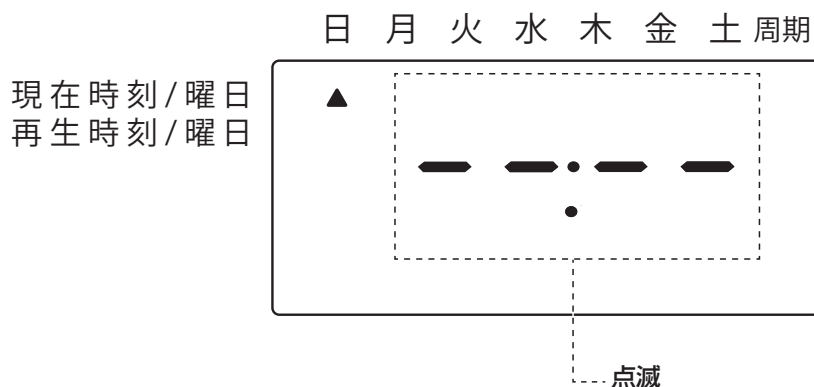 日 月 火 水 木 金 土 周期
現在時刻/曜日
再生時刻/曜日
--:--
点滅